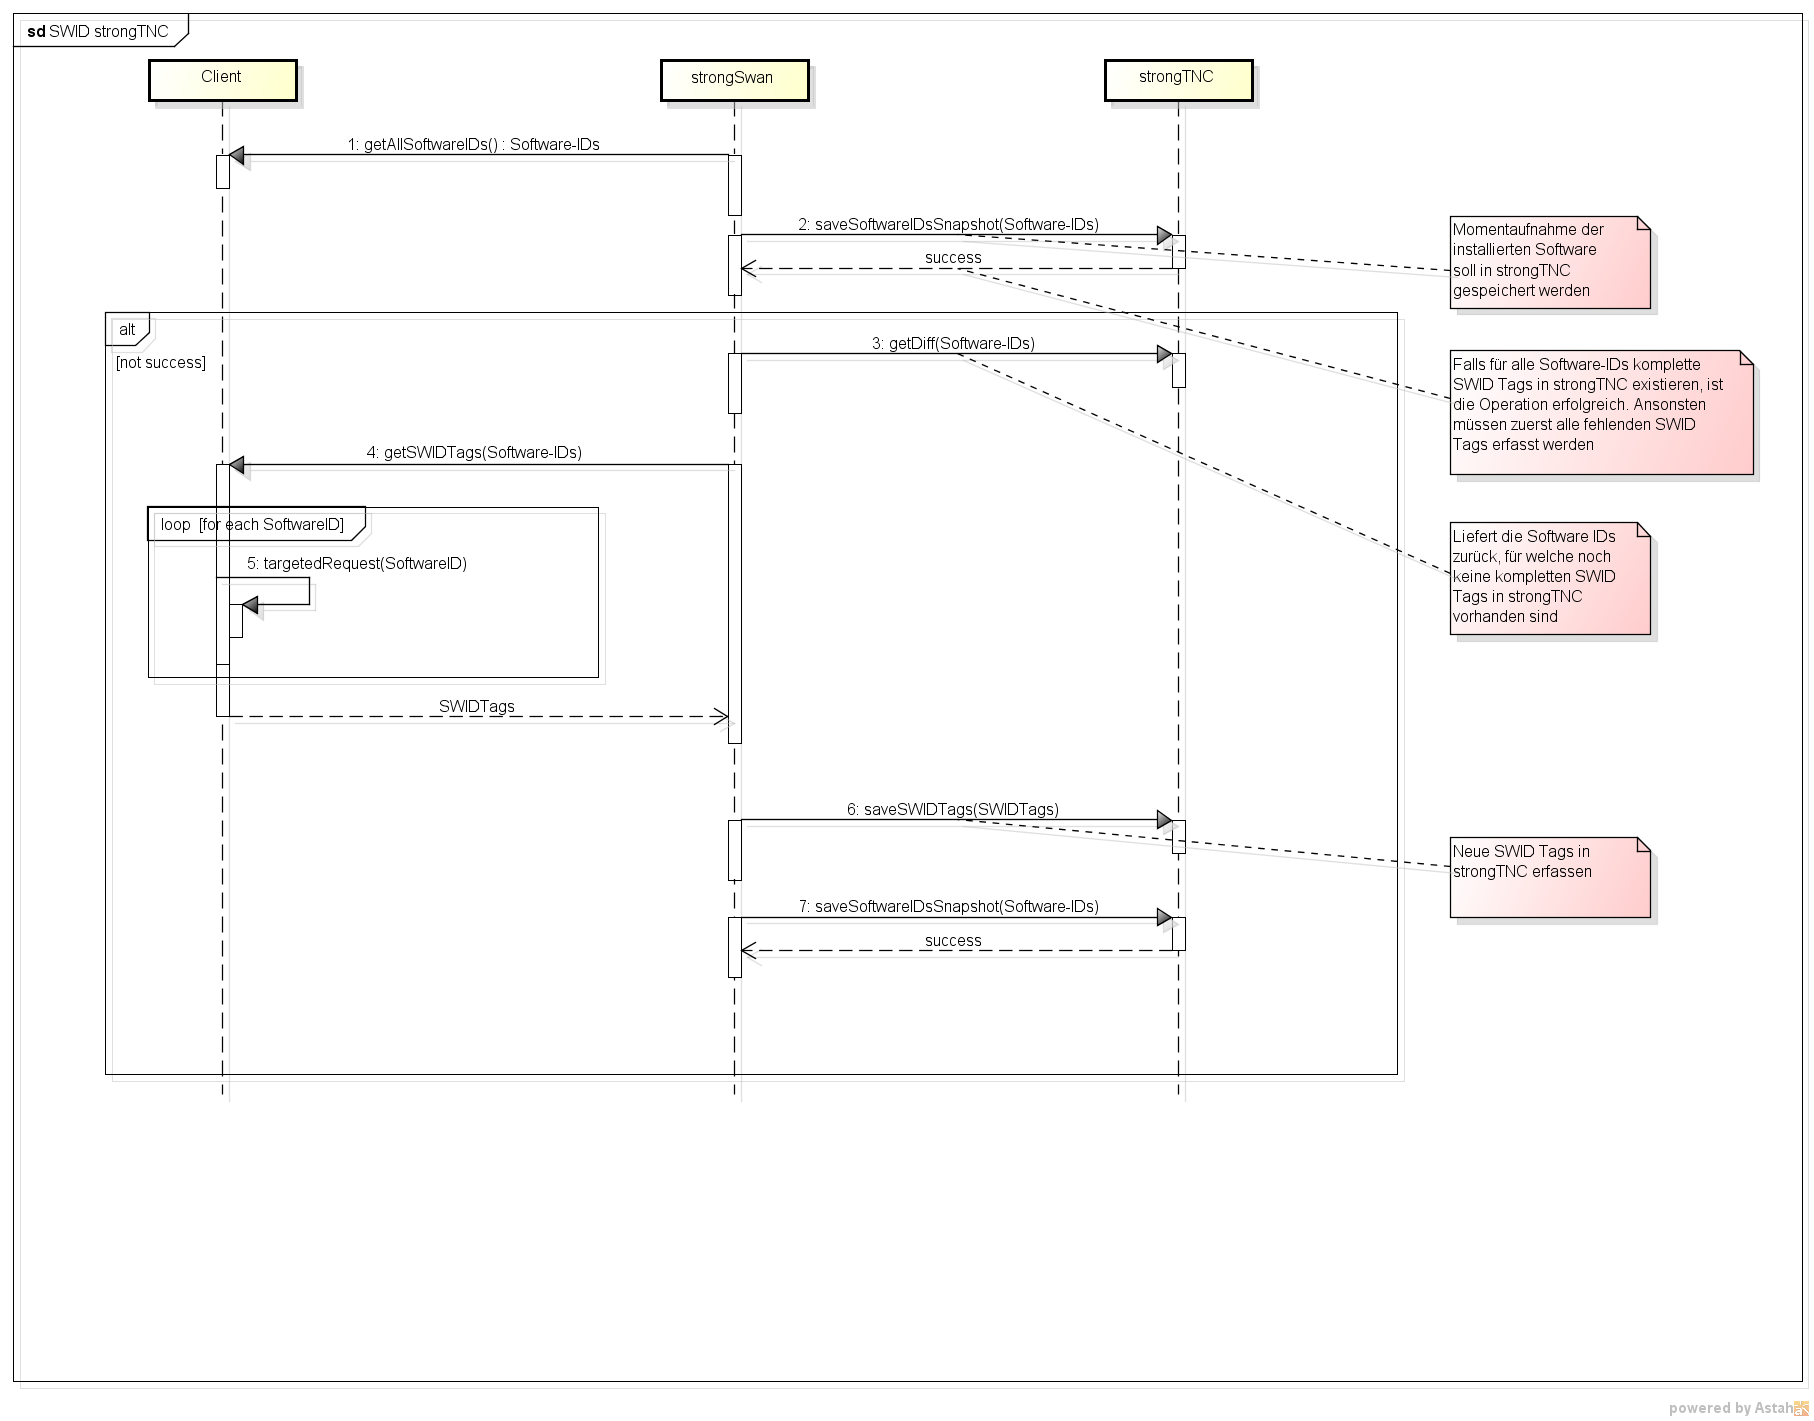 sd SWID strongTNC
Client
strongSwan
strongTNC
1: getAllSoftwareIDs() : Software-IDs
2: saveSoftwareIDsSnapshot(Software-IDs)
success
Momentaufnahme der
installierten Software
soll in strongTNC
gespeichert werden
alt
[not success]
3: getDiff(Software-IDs)
Falls für alle Software-IDs komplette
SWID Tags in strongTNC existieren, ist
die Operation erfolgreich. Ansonsten
müssen zuerst alle fehlenden SWID
Tags erfasst werden
4: getSWIDTags(Software-IDs)
loop [for each SoftwareID]
5: targetedRequest(SoftwareID)
Liefert die Software IDs
zurück, für welche noch
keine kompletten SWID
Tags in strongTNC
vorhanden sind
SWIDTags
6: saveSWIDTags(SWIDTags)
Neue SWID Tags in
strongTNC erfassen
7: saveSoftwareIDsSnapshot(Software-IDs)
success
powered by Astah